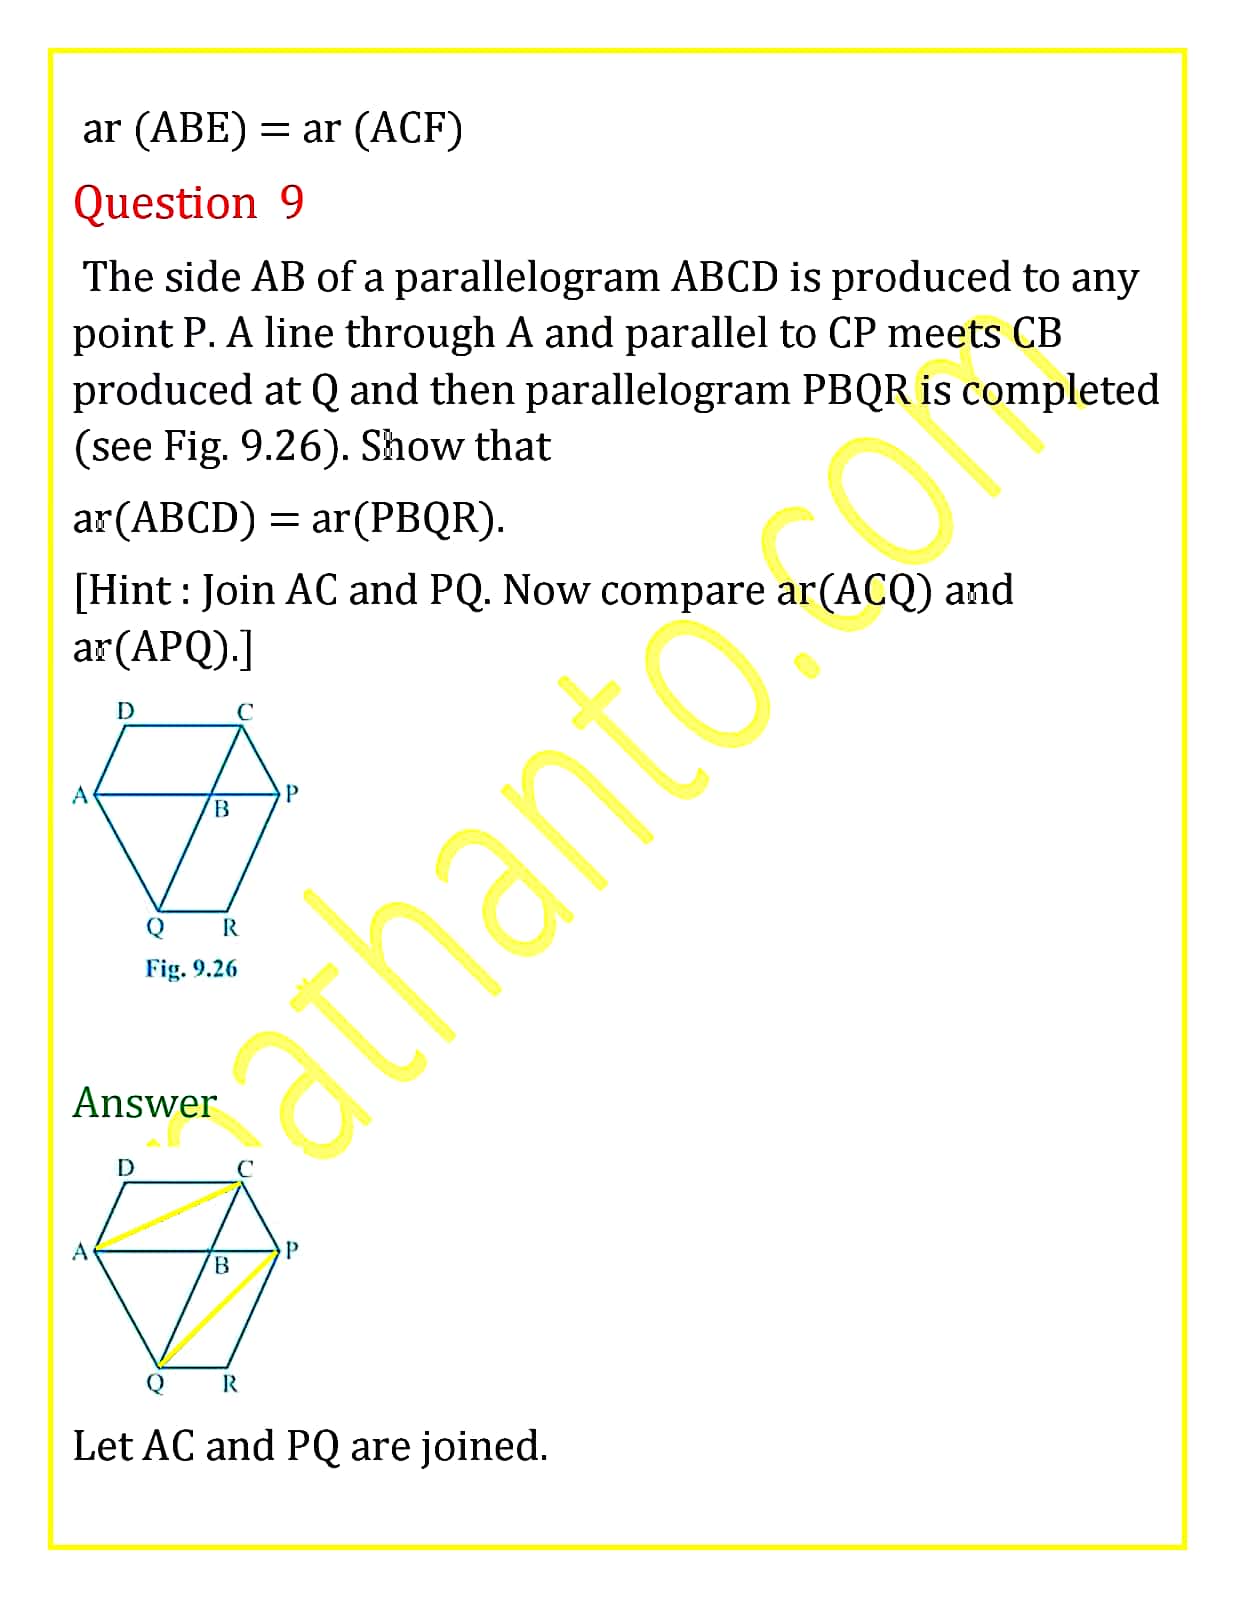 ar (ABE) = ar (ACF)
Question 9
The side AB of a parallelogram ABCD is produced to any
point P. A line through A and parallel to CP meets CB
produced at Q and then parallelogram PBQR is completed
(see Fig. 9.26). Show that
ar(ABCD) = ar(PBQR).
[Hint : Join AC and PQ. Now compare ar(ACQ) and
ar(APQ).]
D C
A B P
Q R
Fig. 9.26
Answer
D C
A B P
Q R
Let AC and PQ are joined.
mathanto.com